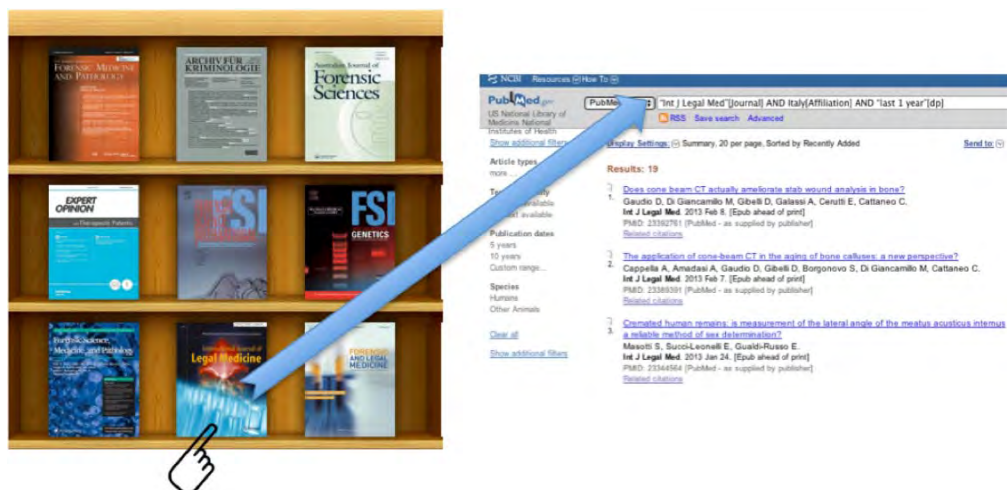 FORENSIC MEDICINE
AND PATHOLOGY
ARCHIV FÜR
KRIMINOLOGIE
Australian Journal of
Forensic
Sciences
EXPERT
OPINION
on Therapeutic Patents
FSI
FSI
GENETICS
Forensic Science,
Medicine, and Pathology
International Journal of
Legal Medicine
FORENSIC
AND LEGAL
MEDICINE
NCBI Resources How To
PubMed.gov
US National Library of
Medicine National
Institutes of Health
PubMed
"Int J Legal Med"[Journal] AND Italy[Affiliation] AND "last 1 year"[dp]
RSS Save search Advanced
Show additional filters
Article types
more ...
available
available
Publication dates
5 years
10 years
Custom range...
Species
Humans
Other Animals
Clear all
Show additional filters
Display Settings: Summary, 20 per page, Sorted by Recently Added
Send to:
Results: 19
1. Does cone beam CT actually ameliorate stab wound analysis in bone?
Gaudio D, Di Giancamillo M, Gibelli D, Galassi A, Cerutti E, Cattaneo C.
Int J Legal Med. 2013 Feb 8. [Epub ahead of print]
PMID: 23392761 [PubMed - as supplied by publisher]
Related citations
2. The application of cone-beam CT in the aging of bone calluses: a new perspective?
Cappella A, Amadasi A, Gaudio D, Gibelli D, Borgonovo S, Di Giancamillo M, Cattaneo C.
Int J Legal Med. 2013 Feb 7. [Epub ahead of print]
PMID: 23389391 [PubMed - as supplied by publisher]
Related citations
3. Cremated human remains: is measurement of the lateral angle of the meatus acusticus internus
a reliable method of sex determination?
Masotti S, Succi-Leonelli E, Gualdi-Russo E.
Int J Legal Med. 2013 Jan 24. [Epub ahead of print]
PMID: 23344564 [PubMed - as supplied by publisher]
Related citations